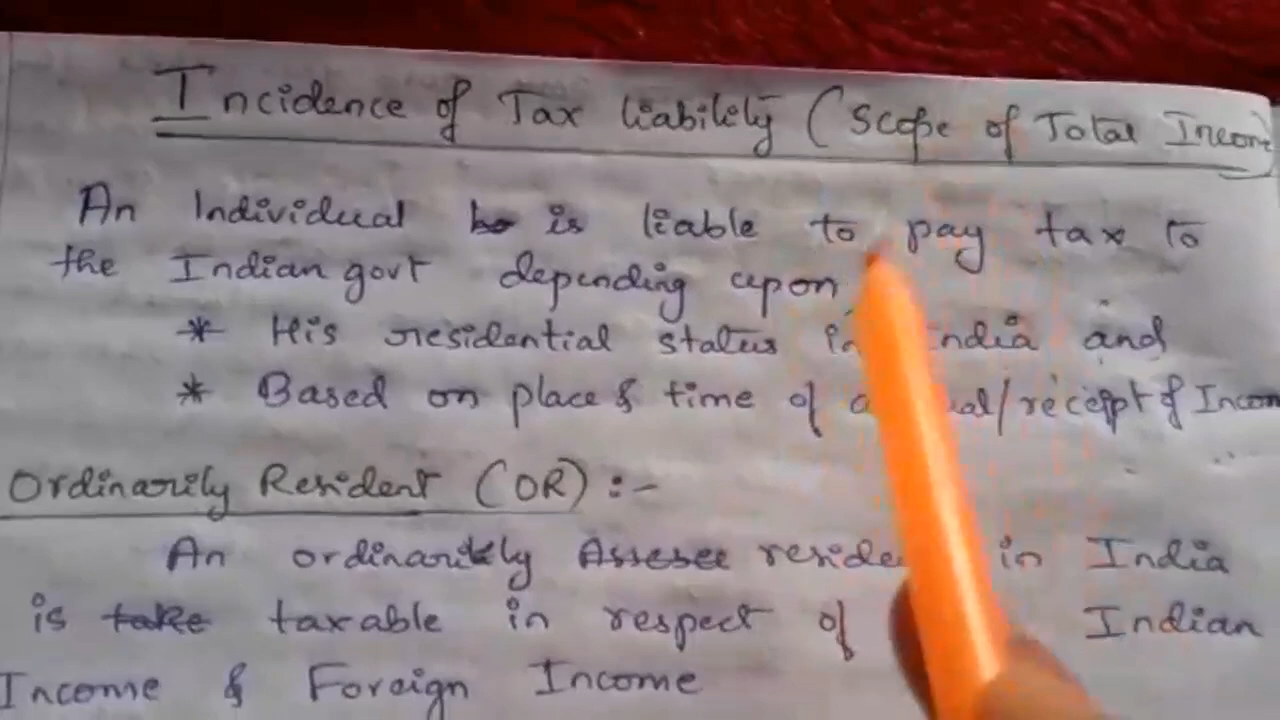 Incidence of Tax liability (Scope of Total Incom
An Individual bo is liable to pay tax to
the Indian govt depending upon
* His residential status in India and
* Based on place & time of /receipt of Incom
Ordinarily Resident (OR) :-
An ordinarikly Assesee in India
is take taxable in respect of Indian
Income & Foreign Income